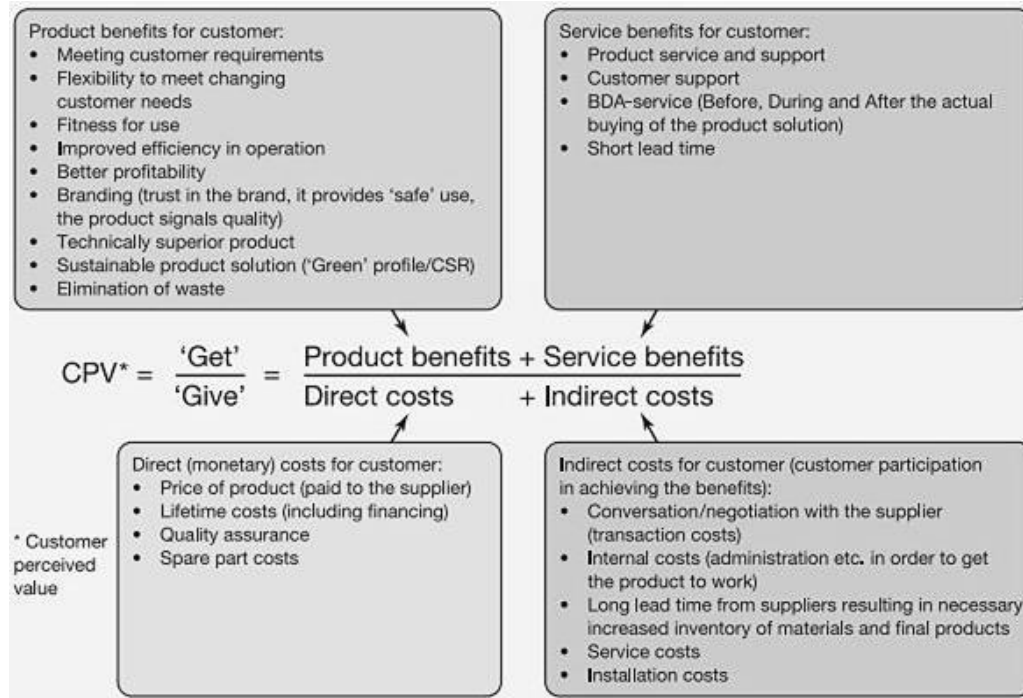 Product benefits for customer:
• Meeting customer requirements
• Flexibility to meet changing
customer needs
• Fitness for use
• Improved efficiency in operation
• Better profitability
• Branding (trust in the brand, it provides ‘safe’ use,
the product signals quality)
• Technically superior product
• Sustainable product solution (‘Green’ profile/CSR)
• Elimination of waste
Service benefits for customer:
• Product service and support
• Customer support
• BDA-service (Before, During and After the actual
buying of the product solution)
• Short lead time
CPV* = ‘Get’ / ‘Give’ = Product benefits + Service benefits / Direct costs + Indirect costs
Direct (monetary) costs for customer:
• Price of product (paid to the supplier)
• Lifetime costs (including financing)
• Quality assurance
• Spare part costs
* Customer
perceived
value
Indirect costs for customer (customer participation
in achieving the benefits):
• Conversation/negotiation with the supplier
(transaction costs)
• Internal costs (administration etc. in order to get
the product to work)
• Long lead time from suppliers resulting in necessary
increased inventory of materials and final products
• Service costs
• Installation costs